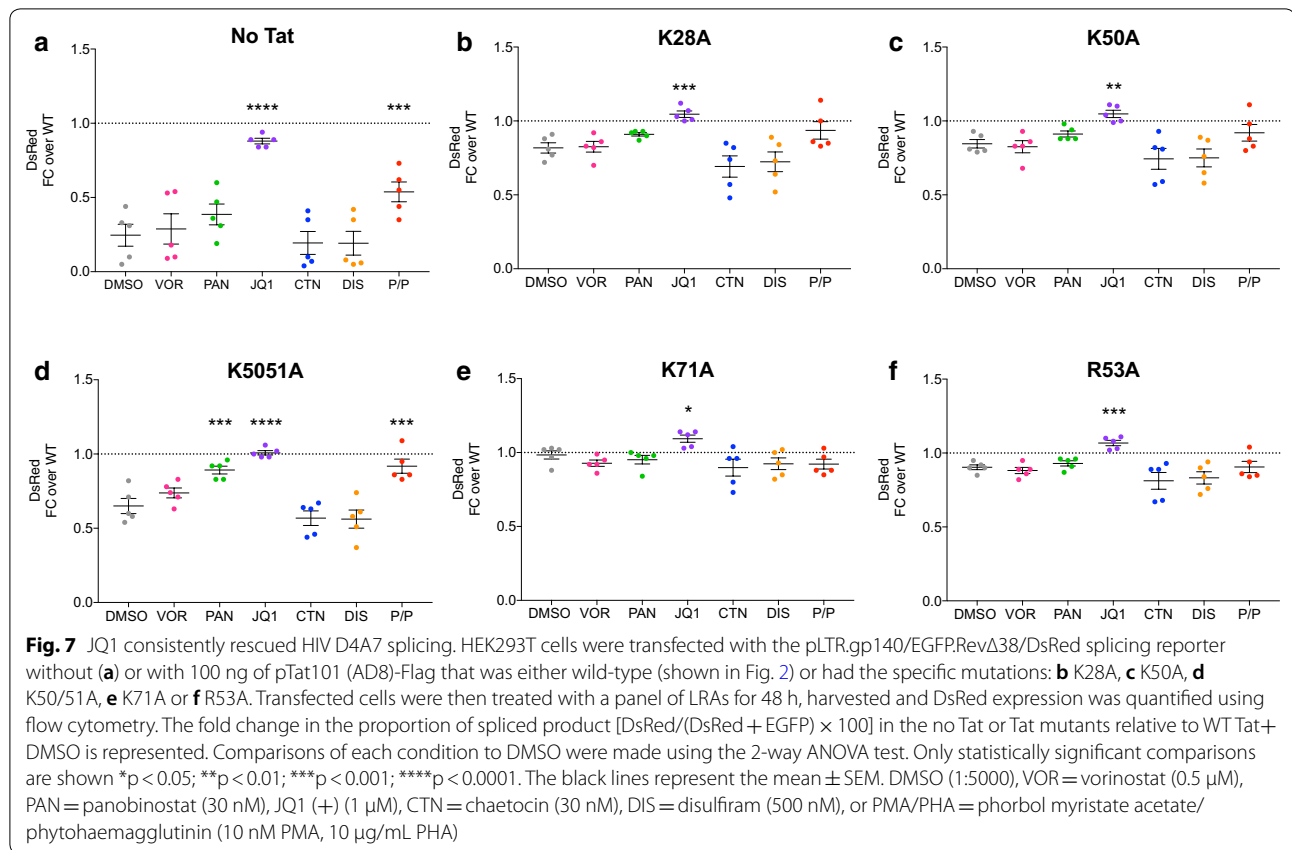 a
No Tat
1.5
1.0
0.5
0.0
DsRed
FC over WT
****
***
DMSO VOR PAN JQ1 CTN DIS P/P
b
K28A
1.5
1.0
0.5
0.0
DsRed
FC over WT
***
DMSO VOR PAN JQ1 CTN DIS P/P
c
K50A
1.5
1.0
0.5
0.0
DsRed
FC over WT
**
DMSO VOR PAN JQ1 CTN DIS P/P
d
K5051A
1.5
1.0
0.5
0.0
DsRed
FC over WT
***
****
***
DMSO VOR PAN JQ1 CTN DIS P/P
e
K71A
1.5
1.0
0.5
0.0
DsRed
FC over WT
*
DMSO VOR PAN JQ1 CTN DIS P/P
f
R53A
1.5
1.0
0.5
0.0
DsRed
FC over WT
***
DMSO VOR PAN JQ1 CTN DIS P/P
Fig. 7 JQ1 consistently rescued HIV D4A7 splicing. HEK293T cells were transfected with the pLTR.gp140/EGFP.RevΔ38/DsRed splicing reporter
without (a) or with 100 ng of pTat101 (AD8)-Flag that was either wild-type (shown in Fig. 2) or had the specific mutations: b K28A, c K50A, d
K50/51A, e K71A or f R53A. Transfected cells were then treated with a panel of LRAs for 48 h, harvested and DsRed expression was quantified using
flow cytometry. The fold change in the proportion of spliced product [DsRed/(DsRed + EGFP) × 100] in the no Tat or Tat mutants relative to WT Tat+
DMSO is represented. Comparisons of each condition to DMSO were made using the 2-way ANOVA test. Only statistically significant comparisons
are shown *p < 0.05; **p < 0.01; ***p < 0.001; ****p < 0.0001. The black lines represent the mean ± SEM. DMSO (1:5000), VOR = vorinostat (0.5 μM),
PAN = panobinostat (30 nM), JQ1 (+) (1 μM), CTN = chaetocin (30 nM), DIS = disulfiram (500 nM), or PMA/PHA = phorbol myristate acetate/
phytohaemagglutinin (10 nM PMA, 10 μg/mL PHA)